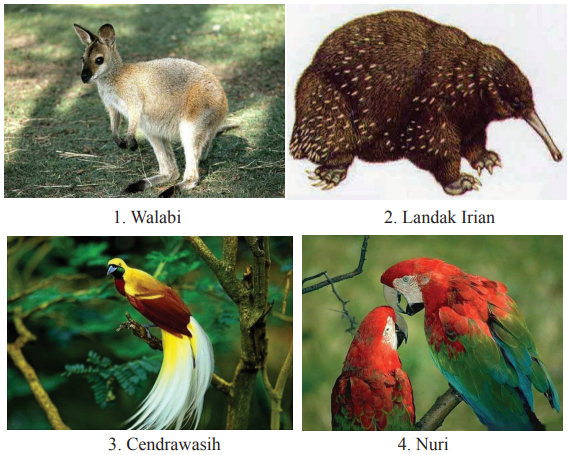 1. Walabi
2. Landak Irian
3. Cendrawasih
4. Nuri